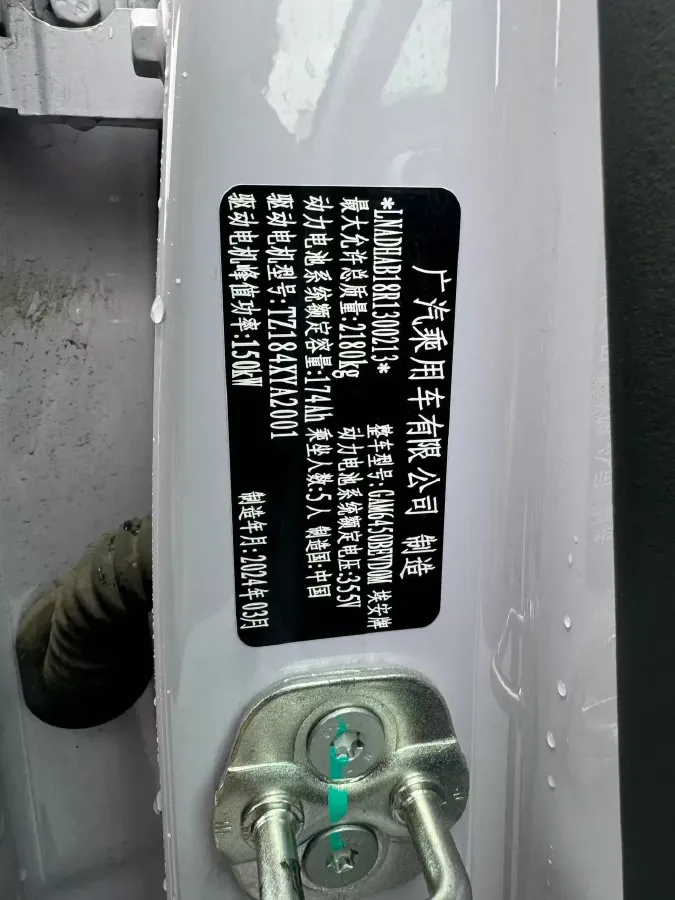 广汽乘用车有限公司 制造
*LNADHAB18R1300213* 整车型号:GAM6450BEVD0M 埃安牌
最大允许总质量:2180kg 动力电池系统额定电压:355V
动力电池系统额定容量:174Ah 乘坐人数:5人 制造国:中国
驱动电机型号:TZ184XYA2001
驱动电机峰值功率:150kW 制造年月:2024年03月